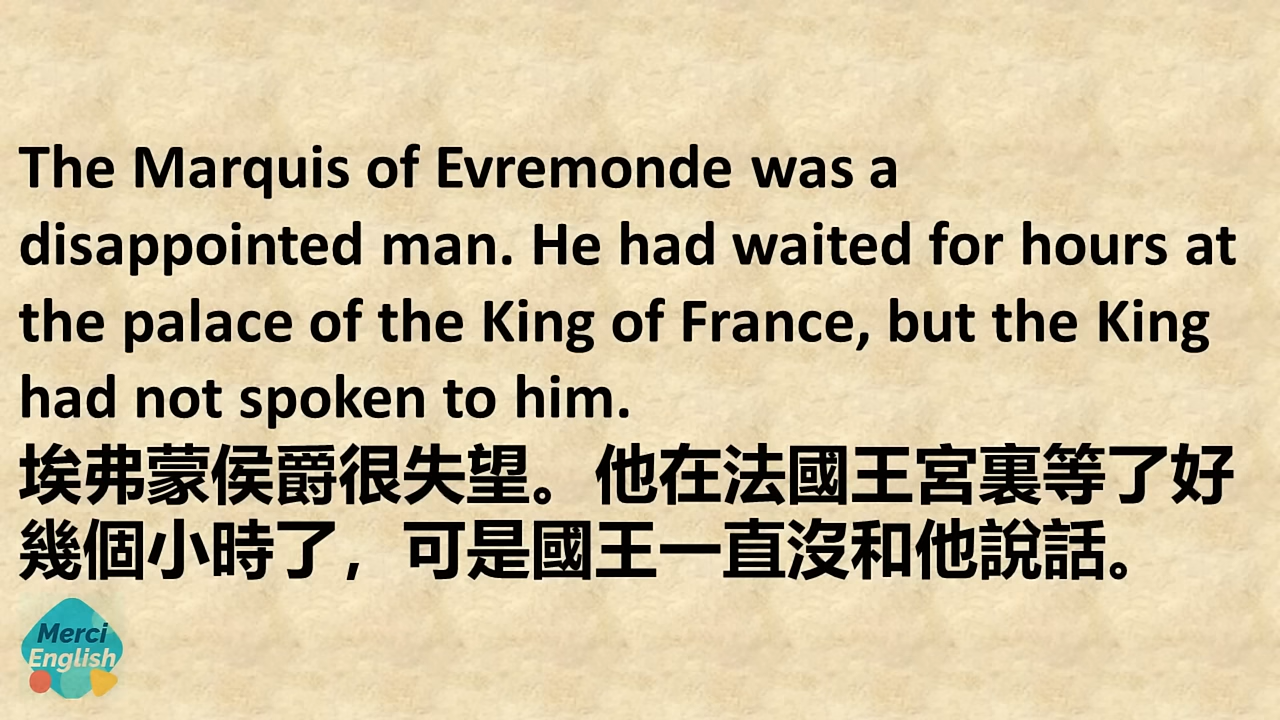 The Marquis of Evremonde was a
disappointed man. He had waited for hours at
the palace of the King of France, but the King
had not spoken to him.
埃弗蒙侯爵很失望。他在法國王宮裏等了好
幾個小時了，可是國王一直沒和他說話。
Merci
English